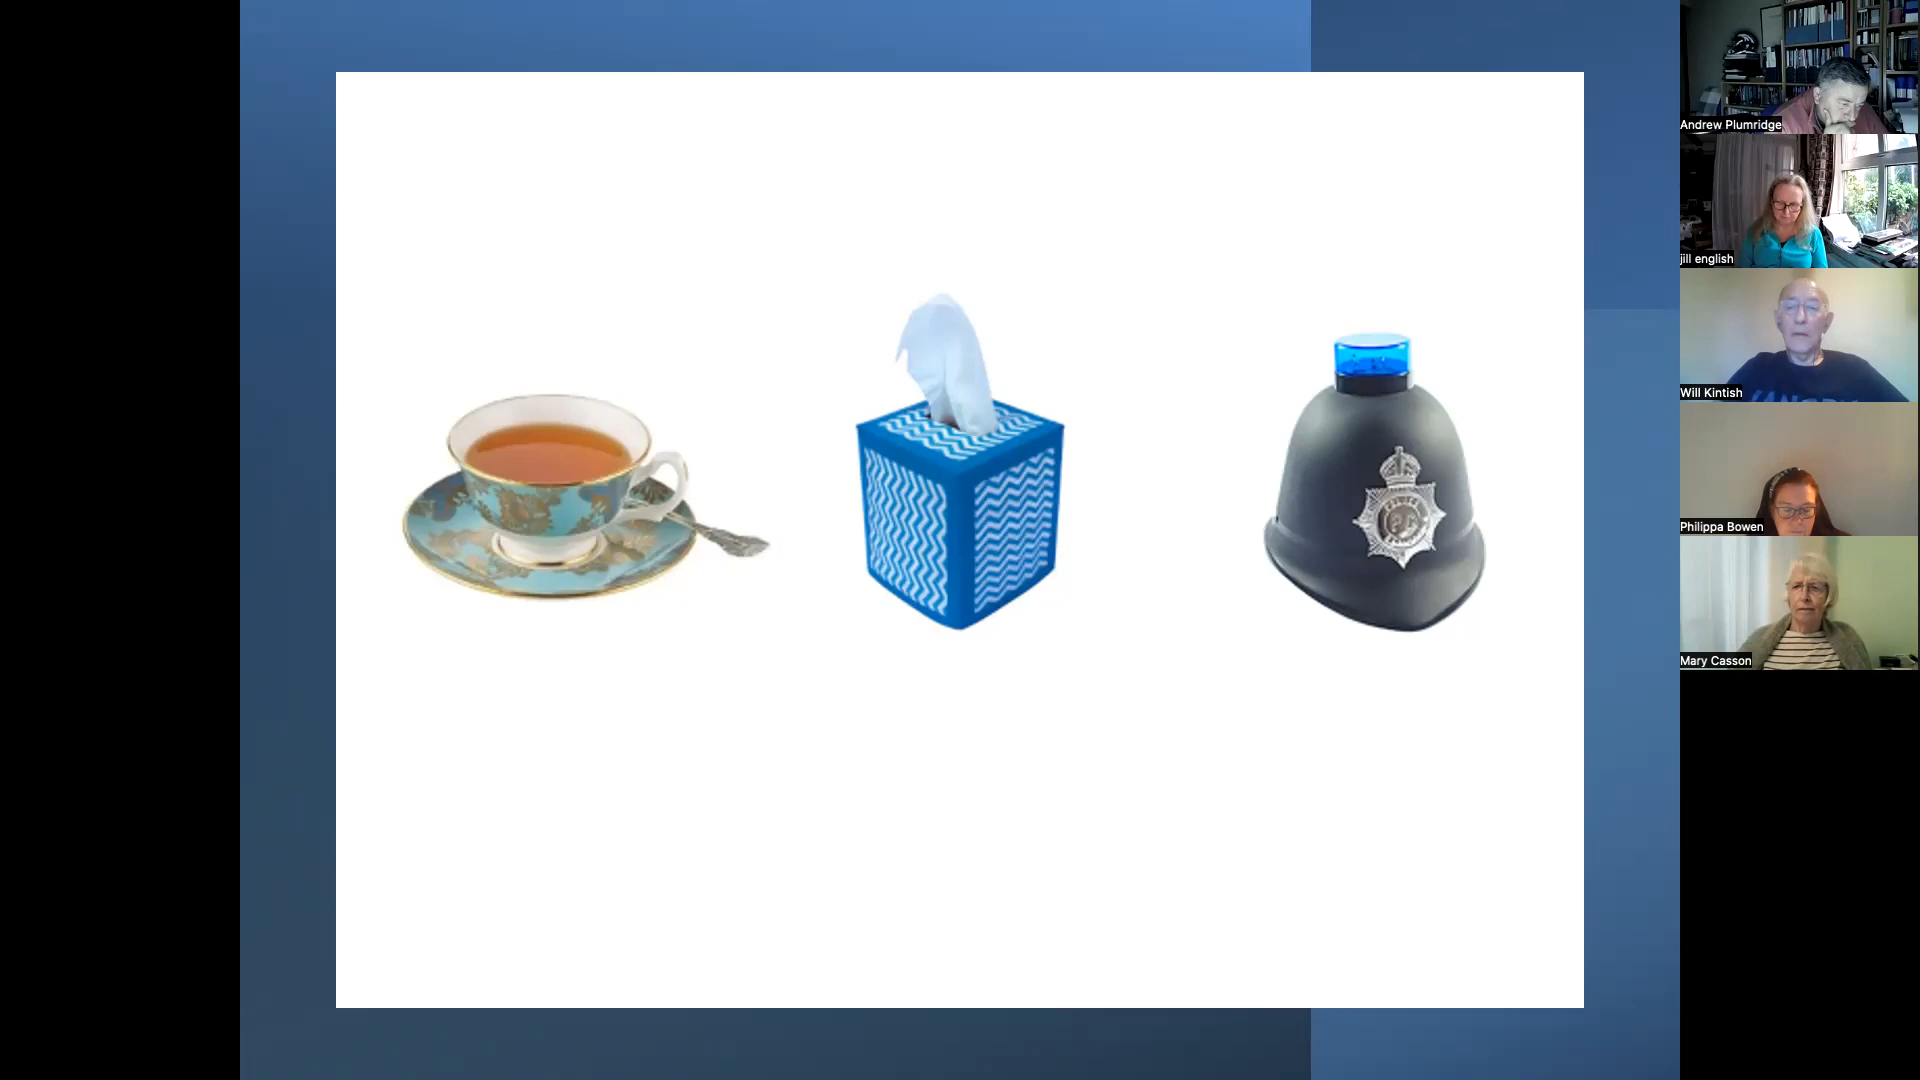 Andrew Plumridge
jill english
Will Kintish
Philippa Bowen
Mary Casson